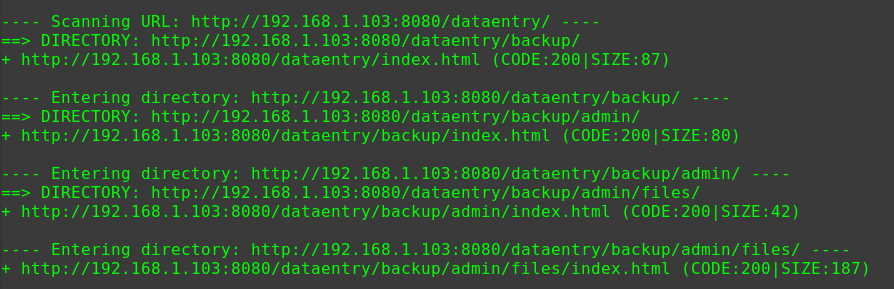 ---- Scanning URL: http://192.168.1.103:8080/dataentry/ ----
==> DIRECTORY: http://192.168.1.103:8080/dataentry/backup/
+ http://192.168.1.103:8080/dataentry/index.html (CODE:200|SIZE:87)
---- Entering directory: http://192.168.1.103:8080/dataentry/backup/ ----
==> DIRECTORY: http://192.168.1.103:8080/dataentry/backup/admin/
+ http://192.168.1.103:8080/dataentry/backup/index.html (CODE:200|SIZE:80)
---- Entering directory: http://192.168.1.103:8080/dataentry/backup/admin/ ----
==> DIRECTORY: http://192.168.1.103:8080/dataentry/backup/admin/files/
+ http://192.168.1.103:8080/dataentry/backup/admin/index.html (CODE:200|SIZE:42)
---- Entering directory: http://192.168.1.103:8080/dataentry/backup/admin/files/ ----
+ http://192.168.1.103:8080/dataentry/backup/admin/files/index.html (CODE:200|SIZE:187)